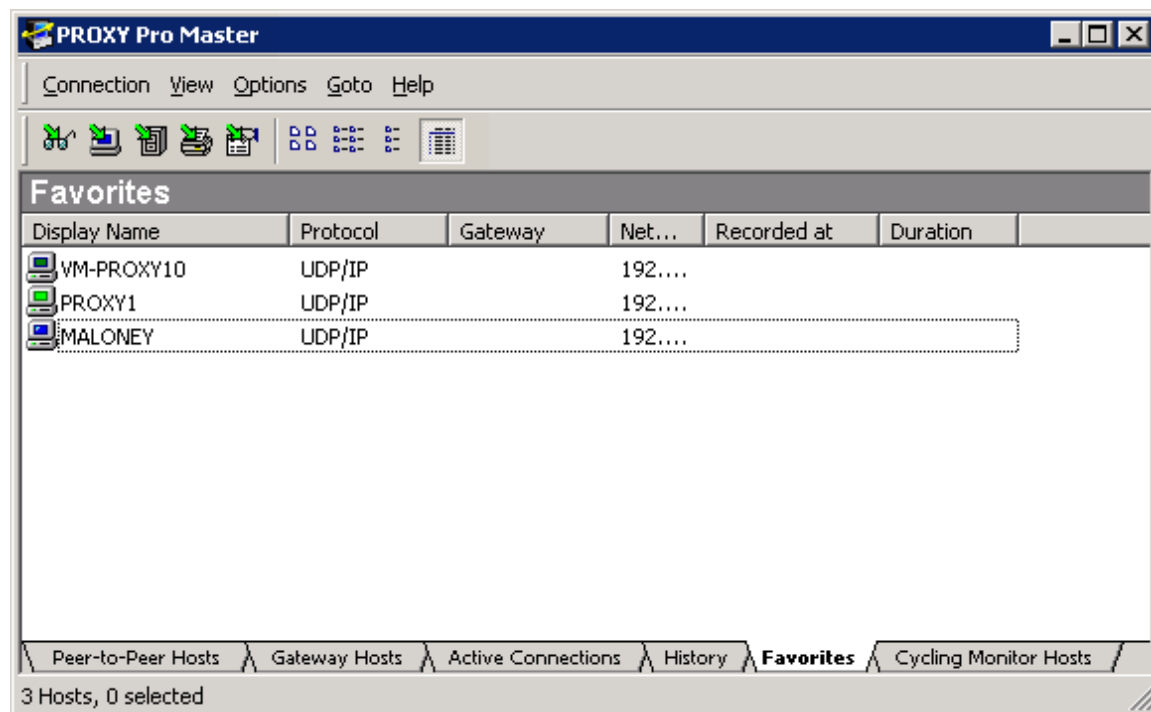 PROXY Pro Master
Connection View Options Goto Help
Favorites
Display Name Protocol Gateway Net... Recorded at Duration
VM-PROXY10 UDP/IP 192....
PROXY1 UDP/IP 192....
MALONEY UDP/IP 192....
Peer-to-Peer Hosts Gateway Hosts Active Connections History Favorites Cycling Monitor Hosts
3 Hosts, 0 selected